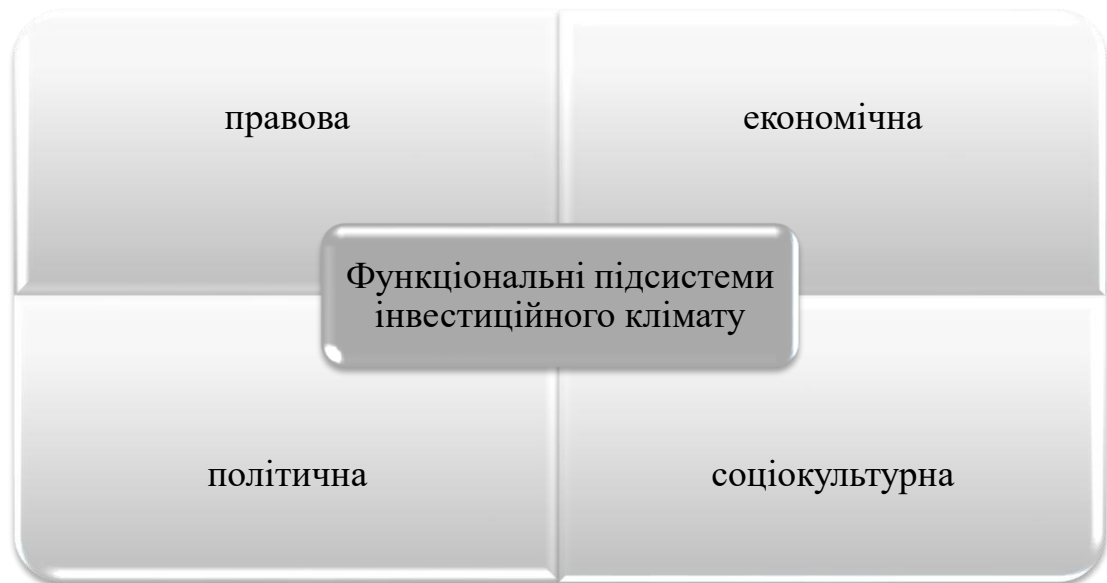 правова
економічна
Функціональні підсистеми
інвестиційного клімату
політична
соціокультурна